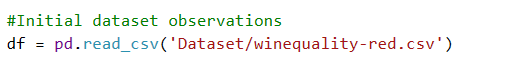 #Initial dataset observations
df = pd.read_csv('Dataset/winequality-red.csv')